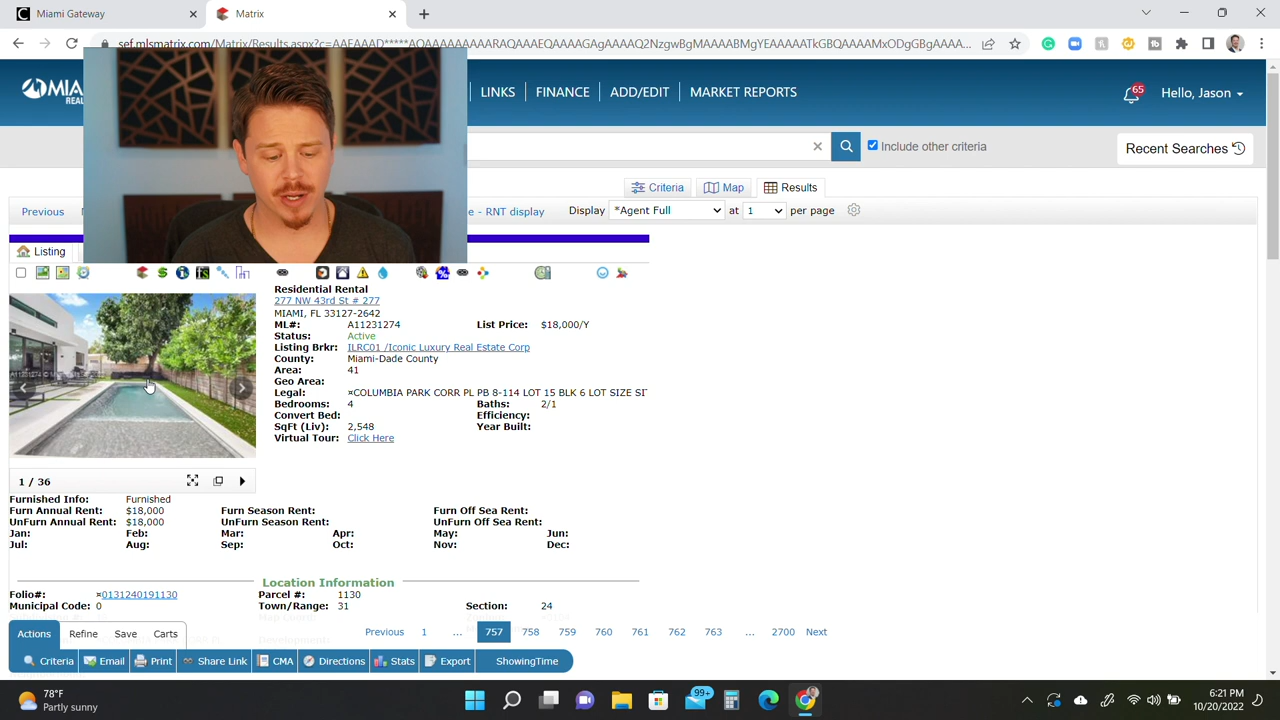 Miami Gateway
Matrix
sef.mlsmatrix.com/Matrix/Results.aspx?c=
MIA
REAL
LINKS
FINANCE
ADD/EDIT
MARKET REPORTS
65
Hello, Jason
Include other criteria
Recent Searches
Criteria
Map
Results
Previous
e - RNT display
Display
*Agent Full
at
1
per page
Listing
Residential Rental
277 NW 43rd St # 277
MIAMI, FL 33127-2642
ML#: A11231274 List Price: $18,000/Y
Status: Active
Listing Brkr: ILRC01 /Iconic Luxury Real Estate Corp
County: Miami-Dade County
Area: 41
Geo Area:
Legal: ¤COLUMBIA PARK CORR PL PB 8-114 LOT 15 BLK 6 LOT SIZE SI
Bedrooms: 4 Baths: 2/1
Convert Bed: Efficiency:
SqFt (Liv): 2,548 Year Built:
Virtual Tour: Click Here
1 / 36
Furnished Info: Furnished
Furn Annual Rent: $18,000 Furn Season Rent: Furn Off Sea Rent:
UnFurn Annual Rent: $18,000 UnFurn Season Rent: UnFurn Off Sea Rent:
Jan: Feb: Mar: Apr: May: Jun:
Jul: Aug: Sep: Oct: Nov: Dec:
Location Information
Folio#: ¤0131240191130 Parcel #: 1130
Municipal Code: 0 Town/Range: 31 Section: 24
Actions Refine Save Carts
Previous 1 ... 757 758 759 760 761 762 763 ... 2700 Next
Criteria Email Print Share Link CMA Directions Stats Export ShowingTime
78°F
Partly sunny
99+
6:21 PM
10/20/2022